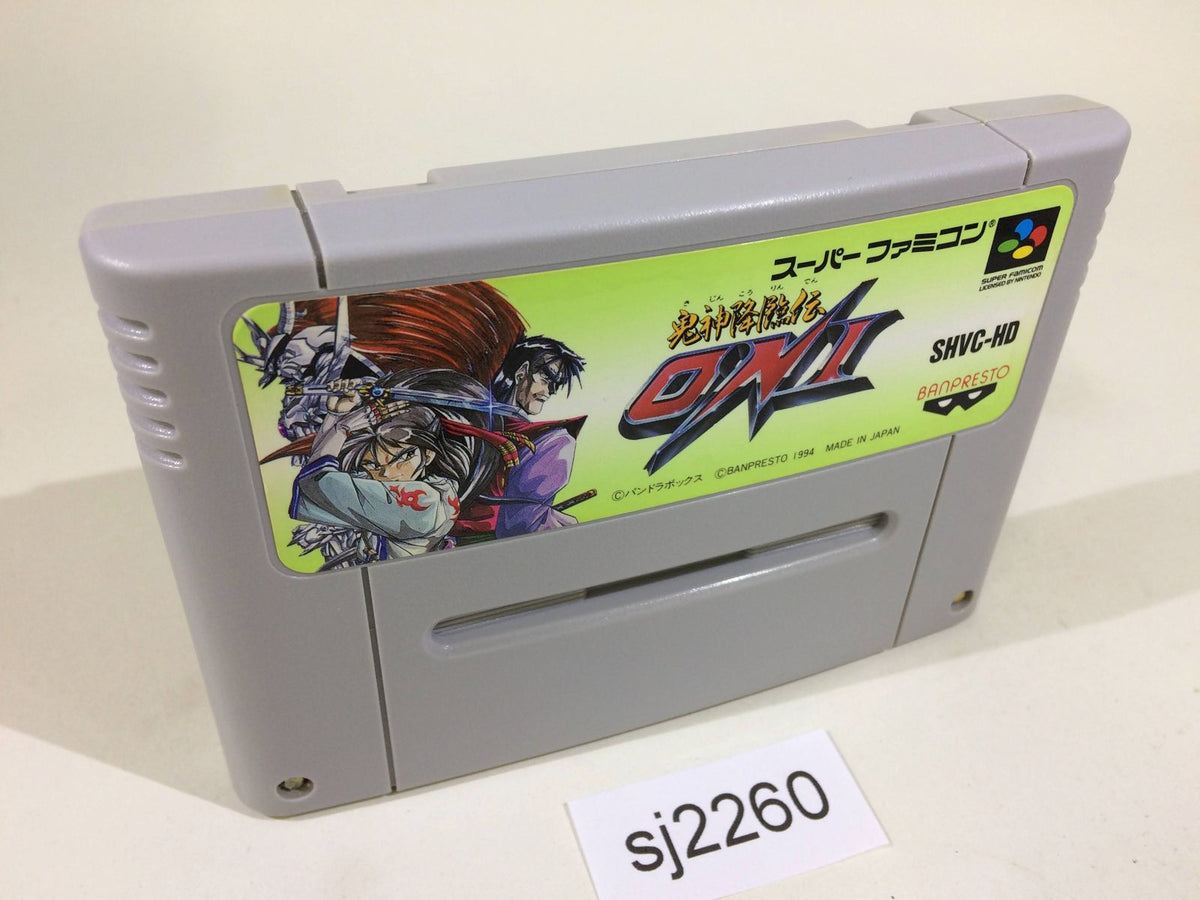 スーパーファミコン®
SUPER FAMICOM
LICENSED BY NINTENDO
きじんこうりんでん
鬼神降臨伝
ONI
SHVC-HD
BANPRESTO
©パンドラボックス ©BANPRESTO 1994 MADE IN JAPAN
sj2260